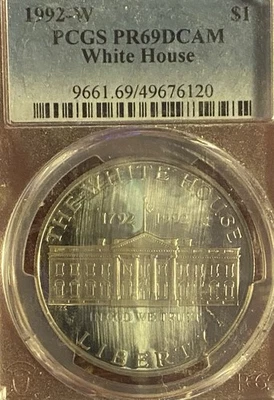 1992-W $1
PCGS PR69DCAM
White House
9661.69/49676120
THE WHITE HOUSE
1792 1992
IN GOD WE TRUST
LIBERTY